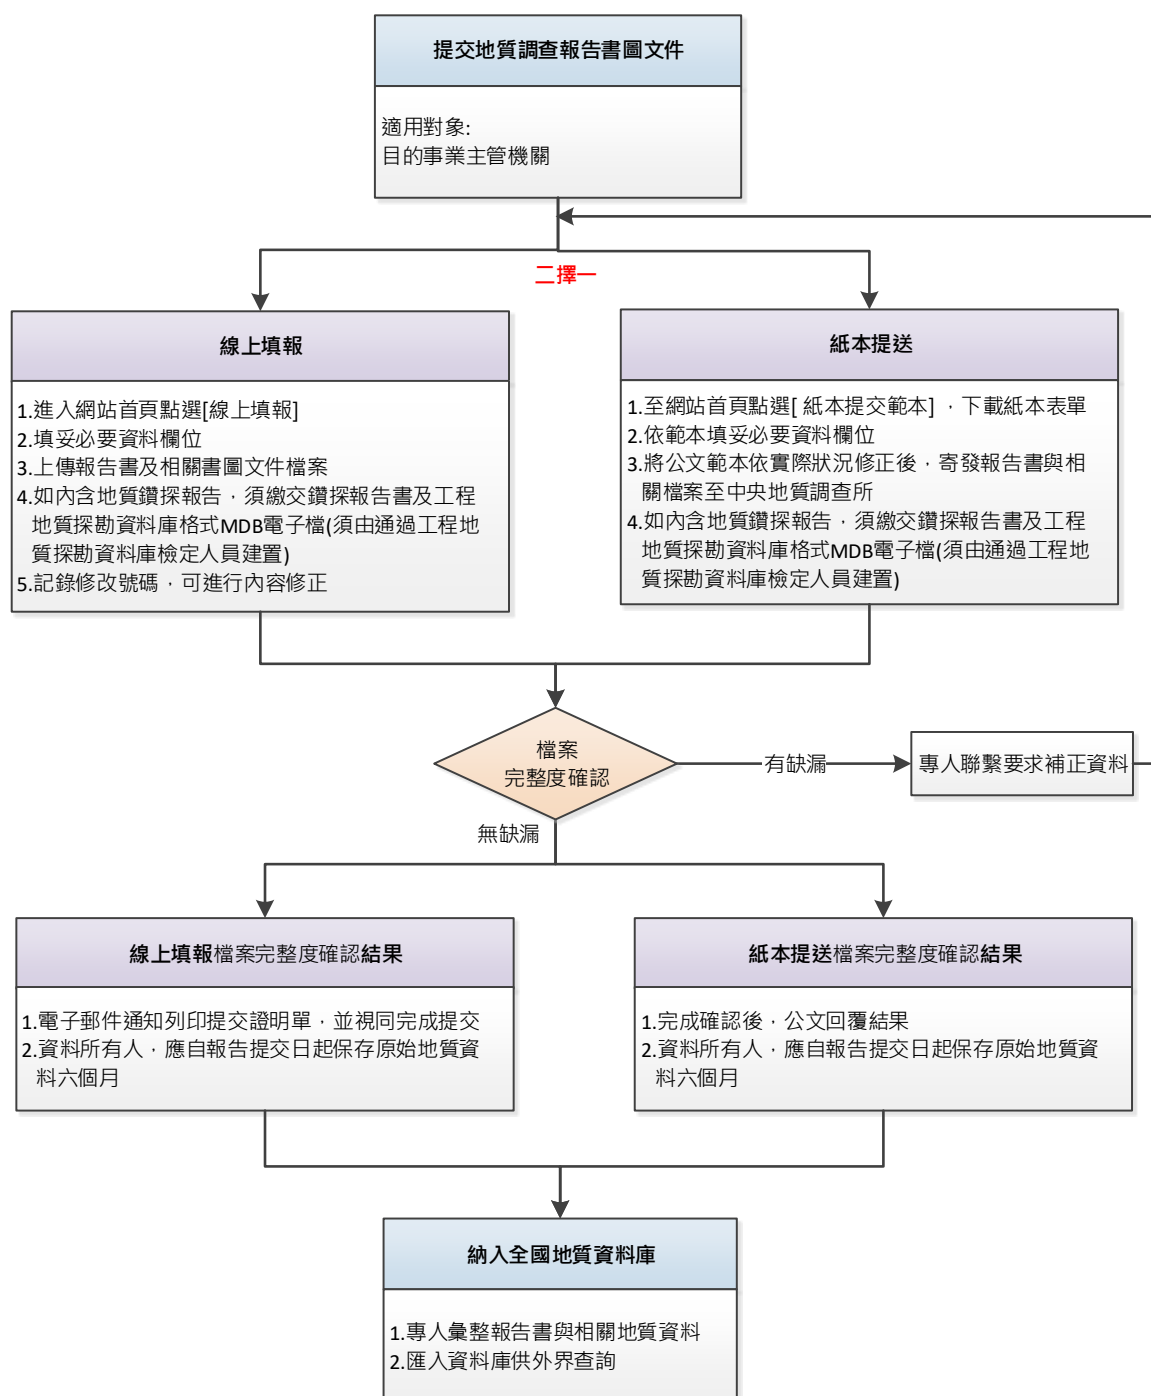 提交地質調查報告書圖文件
適用對象:
目的事業主管機關
二擇一
線上填報
1.進入網站首頁點選[線上填報]
2.填妥必要資料欄位
3.上傳報告書及相關書圖文件檔案
4.如內含地質鑽探報告，須繳交鑽探報告書及工程
地質探勘資料庫格式MDB電子檔(須由通過工程地
質探勘資料庫檢定人員建置)
5.記錄修改號碼，可進行內容修正
紙本提送
1.至網站首頁點選[ 紙本提交範本]，下載紙本表單
2.依範本填妥必要資料欄位
3.將公文範本依實際狀況修正後，寄發報告書與相
關檔案至中央地質調查所
4.如內含地質鑽探報告，須繳交鑽探報告書及工程
地質探勘資料庫格式MDB電子檔(須由通過工程地
質探勘資料庫檢定人員建置)
檔案
完整度確認
有缺漏
專人聯繫要求補正資料
無缺漏
線上填報檔案完整度確認結果
1.電子郵件通知列印提交證明單，並視同完成提交
2.資料所有人，應自報告提交日起保存原始地質資
料六個月
紙本提送檔案完整度確認結果
1.完成確認後，公文回覆結果
2.資料所有人，應自報告提交日起保存原始地質資
料六個月
納入全國地質資料庫
1.專人彙整報告書與相關地質資料
2.匯入資料庫供外界查詢